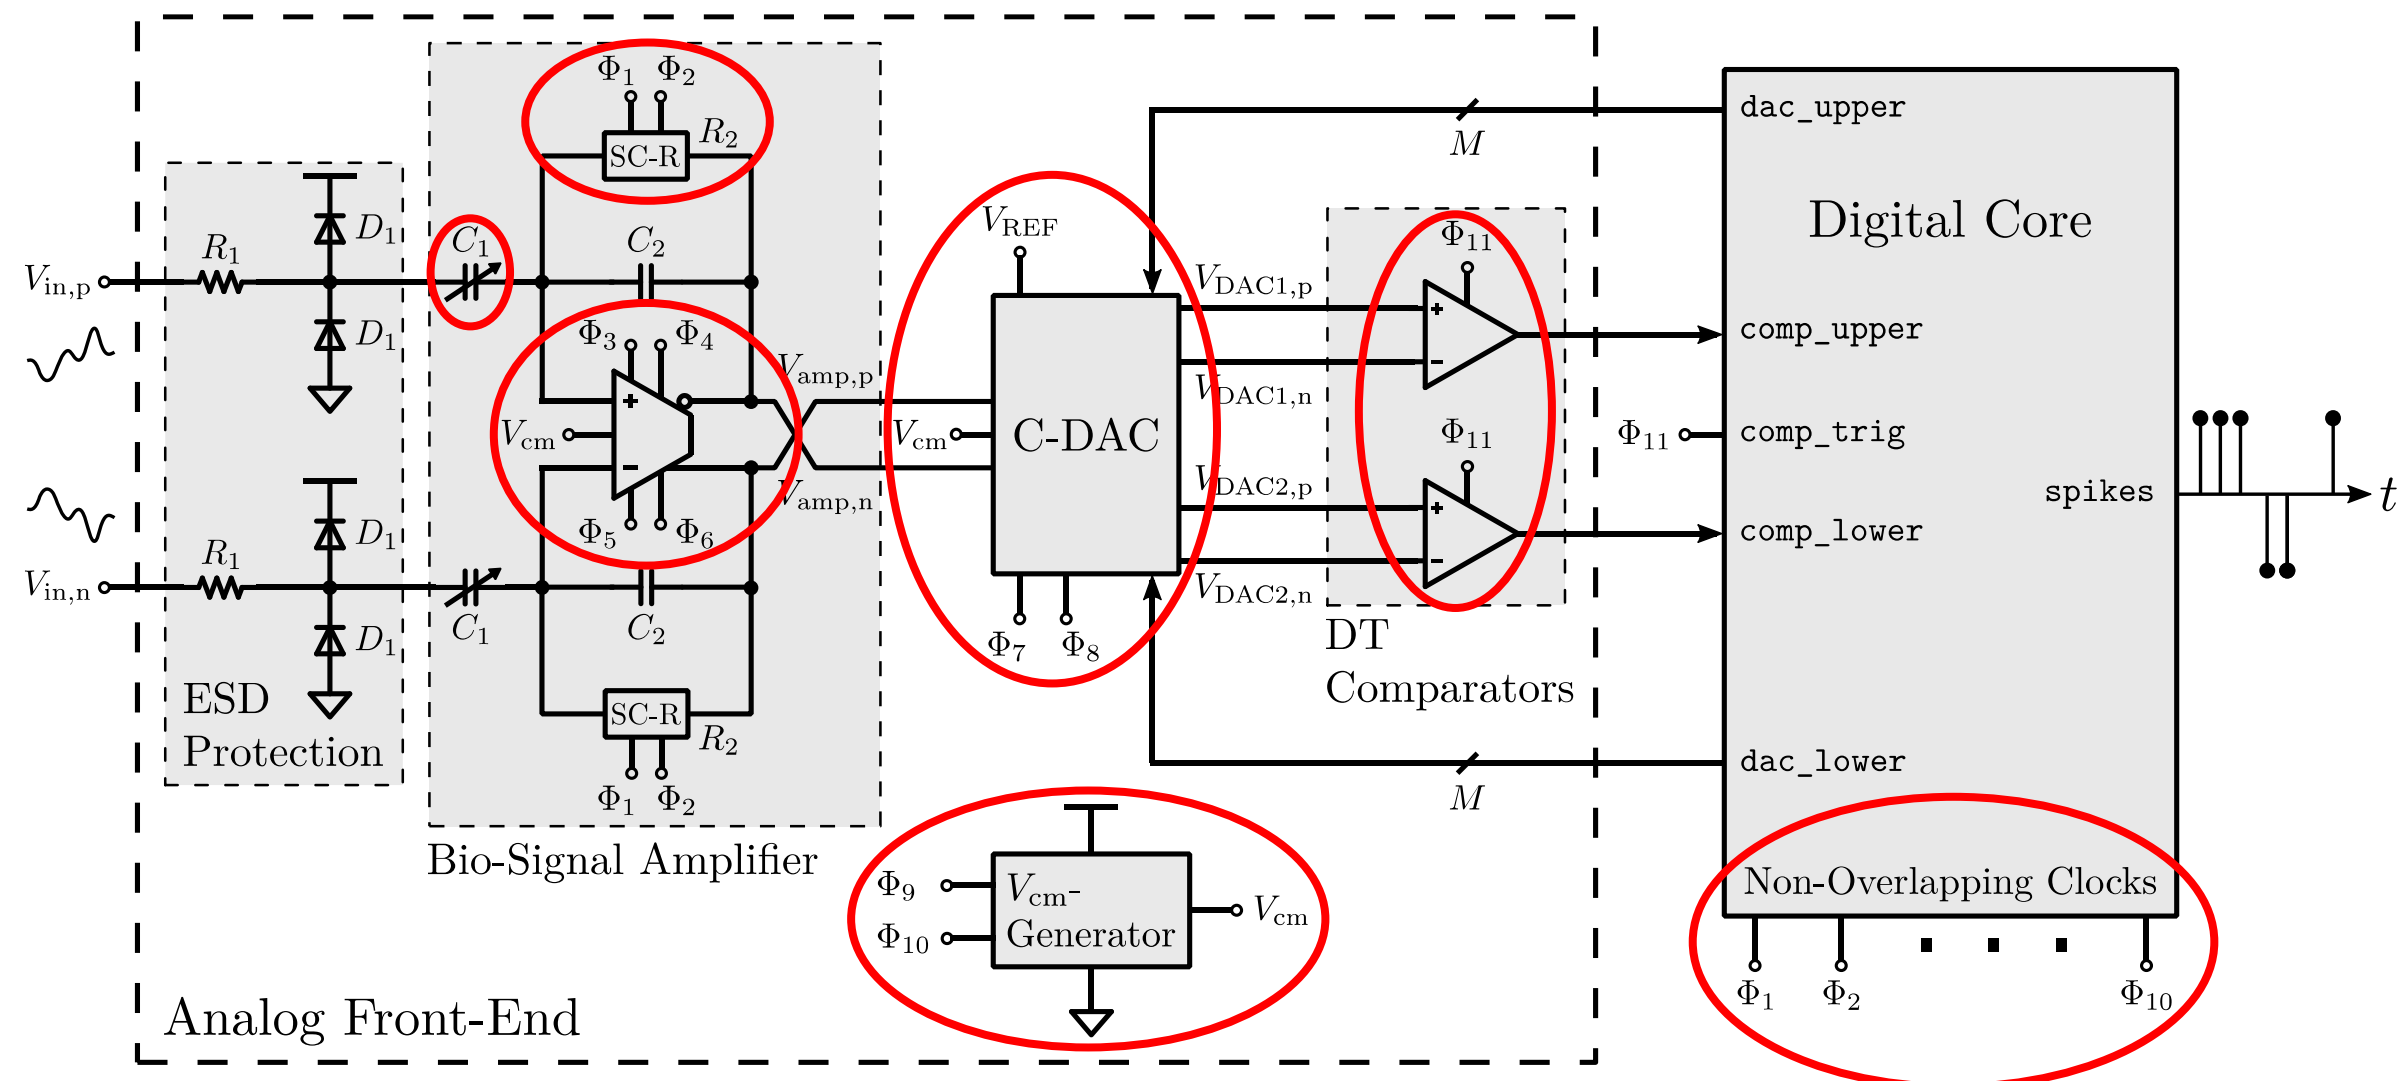 Φ1 Φ2
SC-R R2
dac_upper
M
Digital Core
VREF
Φ11
D1
R1
C1
C2
Vin,p
VDAC1,p
Φ3 Φ4
D1
comp_upper
Vamp,p
VDAC1,n
Vcm
Vcm
C-DAC
Φ11
Φ11
comp_trig
VDAC2,p
Vamp,n
spikes
t
Φ5 Φ6
D1
comp_lower
R1
Vin,n
VDAC2,n
C1
C2
D1
Φ7 Φ8
DT
Comparators
ESD
Protection
SC-R R2
dac_lower
Φ1 Φ2
M
Bio-Signal Amplifier
Φ9
Vcm-
Generator
Φ10
Vcm
Non-Overlapping Clocks
Φ1 Φ2 Φ10
Analog Front-End